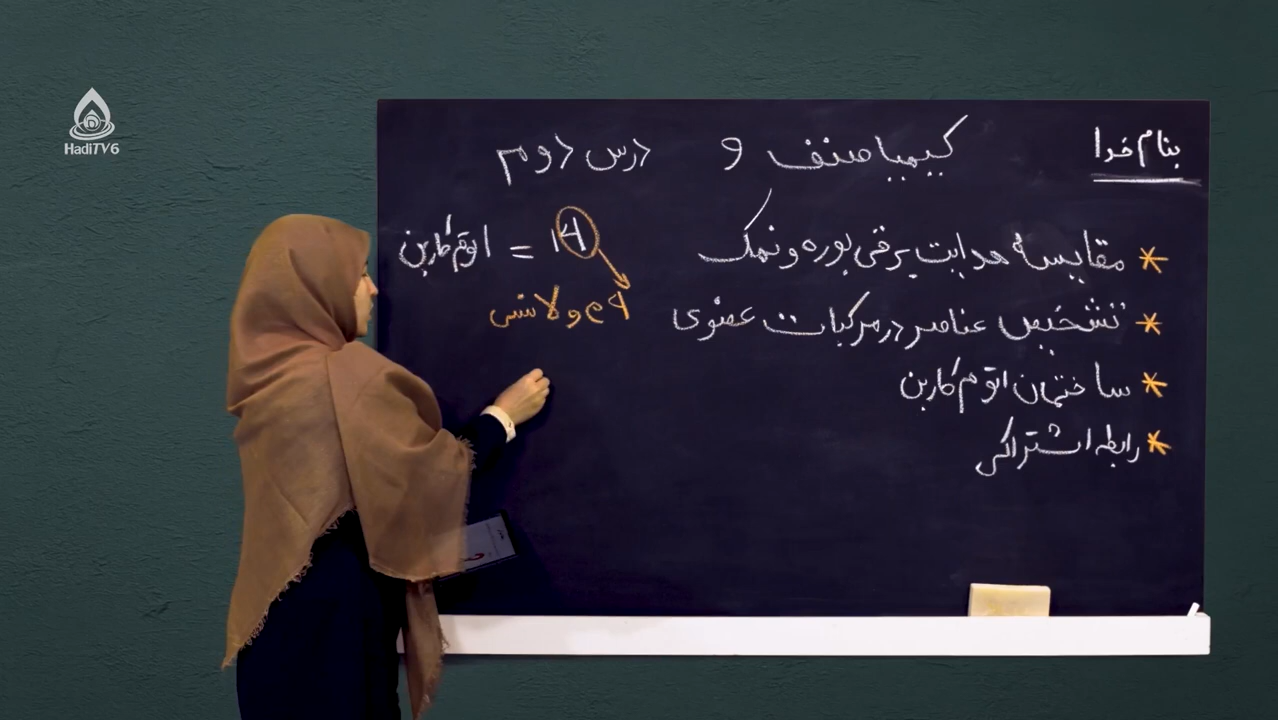 بنام خدا
کیمیا صنف ۹ درس دوم
* مقایسه هدایت برقی بوره و نمک
* تشخیص عناصر در مرکبات عضوی
* ساختمان اتوم کاربن
* رابطه اشتراکی
۱۴ = اتوم کاربن
ولانسی
HadiTV6